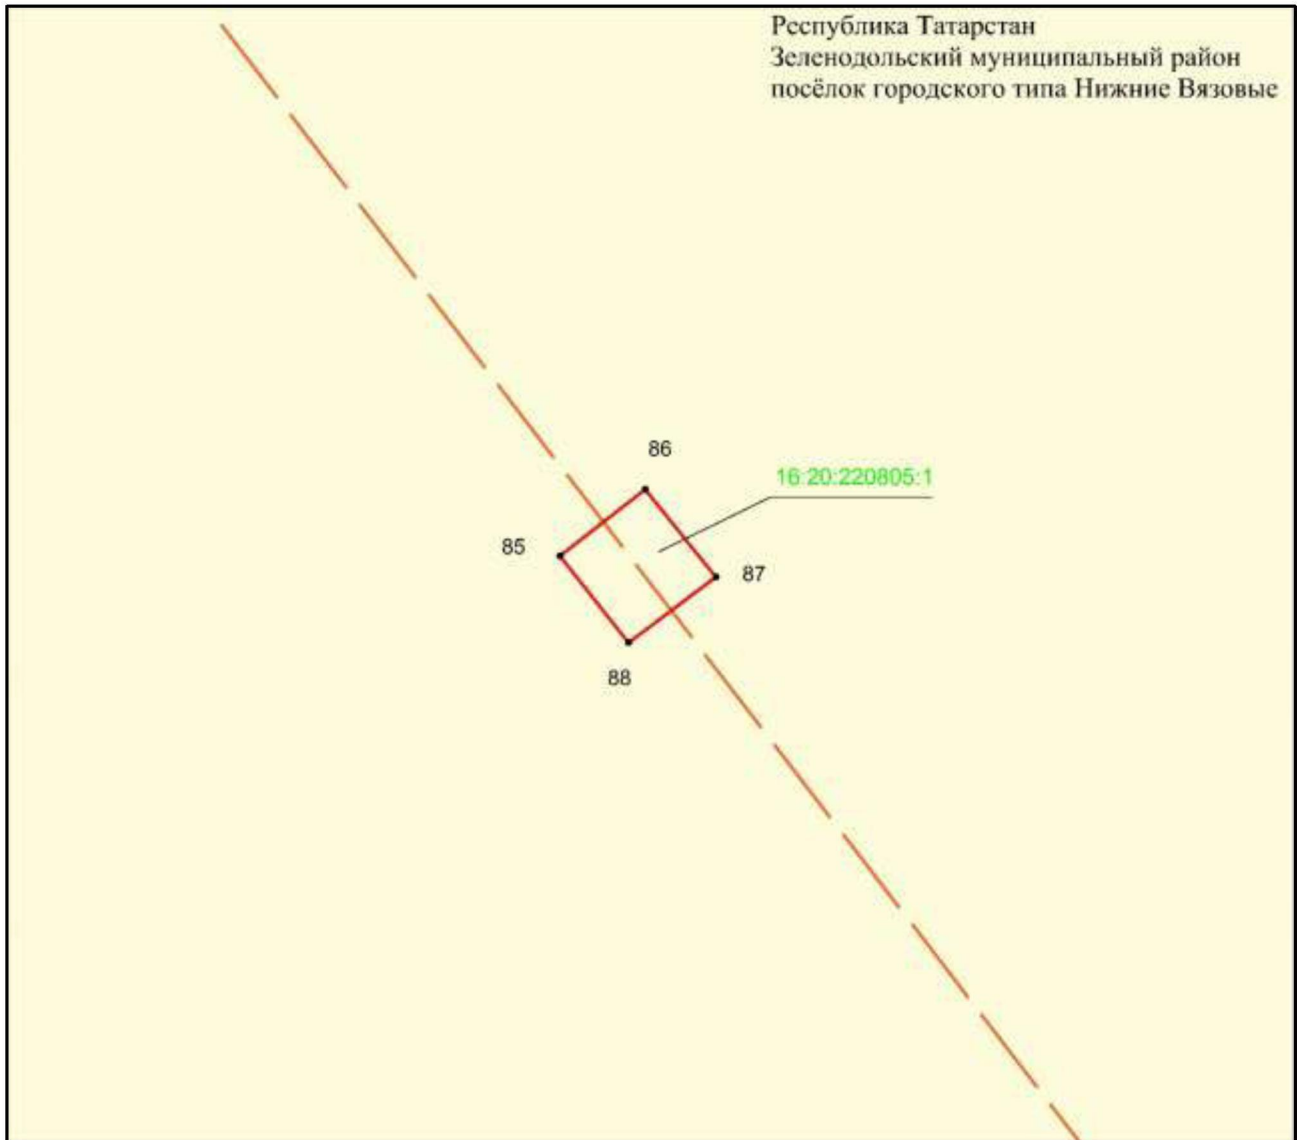 Республика Татарстан
Зеленодольский муниципальный район
посёлок городского типа Нижние Вязовые
86
16:20:220805:1
85
87
88